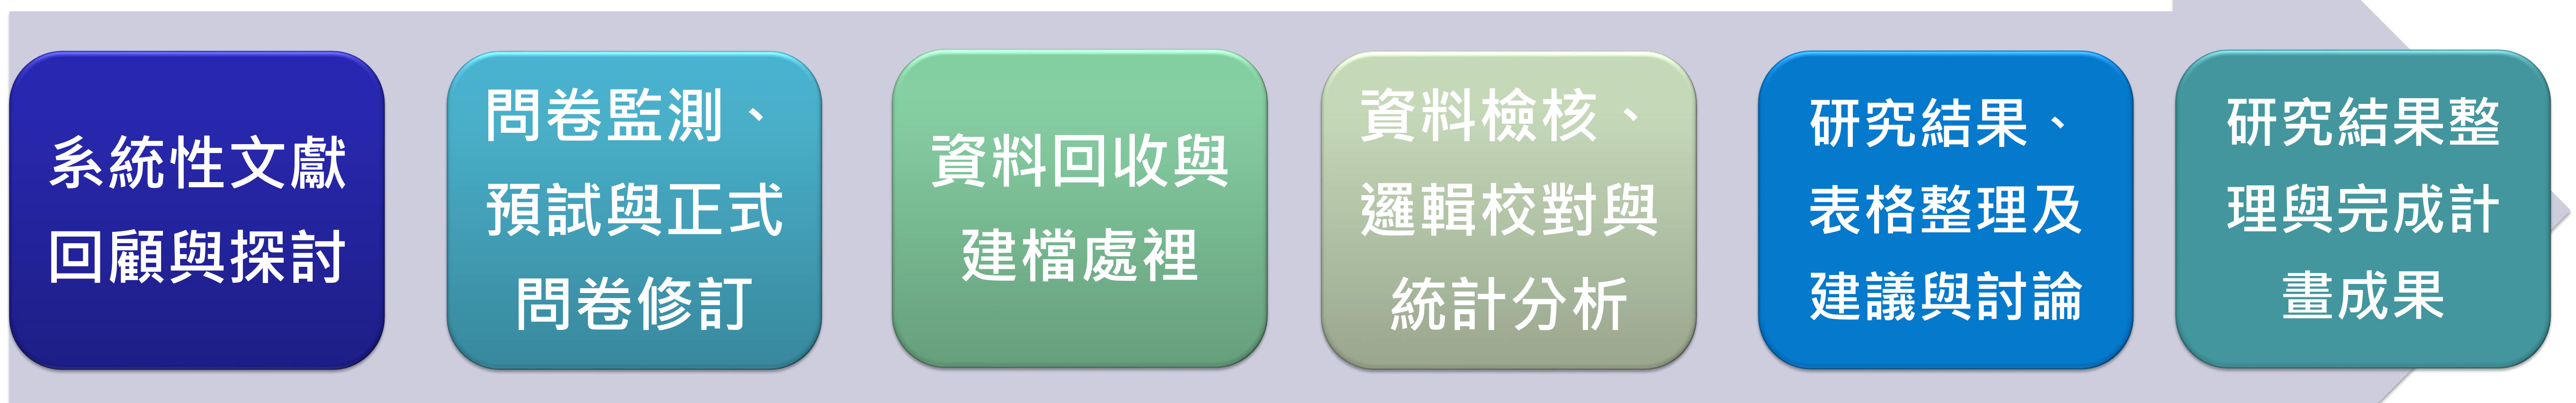 系統性文獻
回顧與探討
問卷監測、
預試與正式
問卷修訂
資料回收與
建檔處裡
資料檢核、
邏輯校對與
統計分析
研究結果、
表格整理及
建議與討論
研究結果整
理與完成計
畫成果